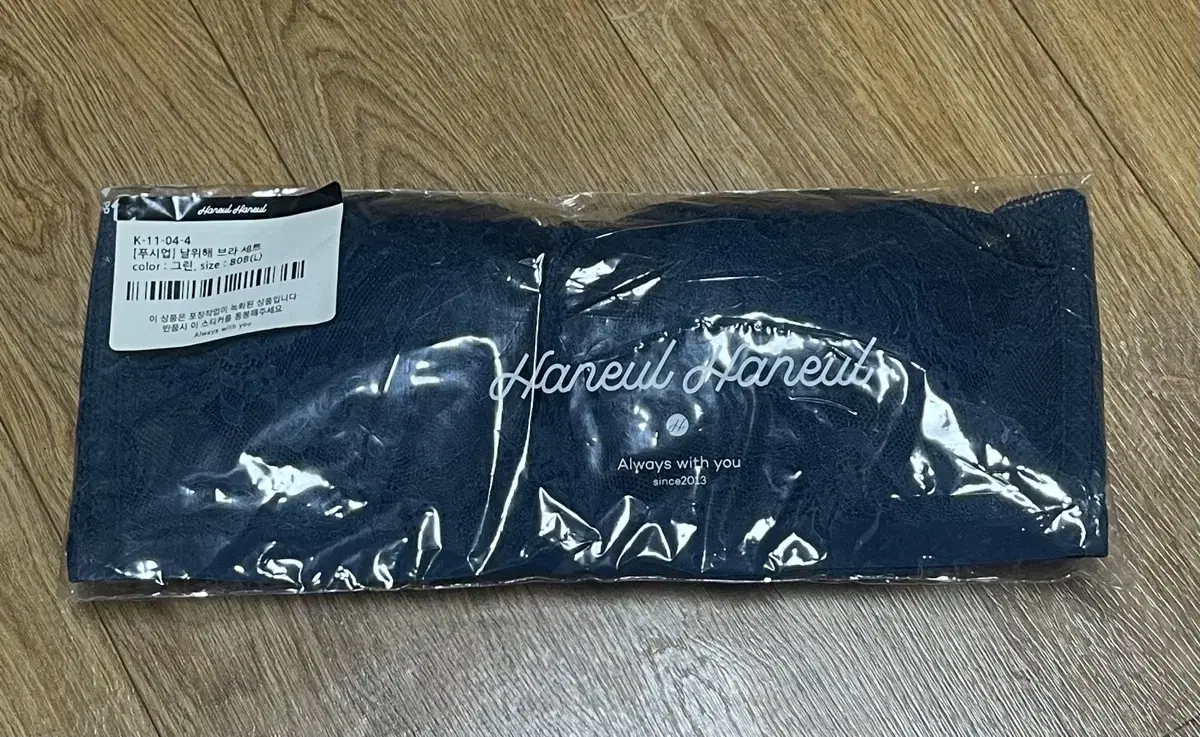 Haneul Haneul
K-11-04-4
[푸시업] 날위해 브라 세트
color : 그린, size : 80B(L)
이 상품은 포장작업이 녹화된 상품입니다
반품시 이 스티커를 동봉해주세요
Always with you
Haneul Haneul
H
Always with you
since2013